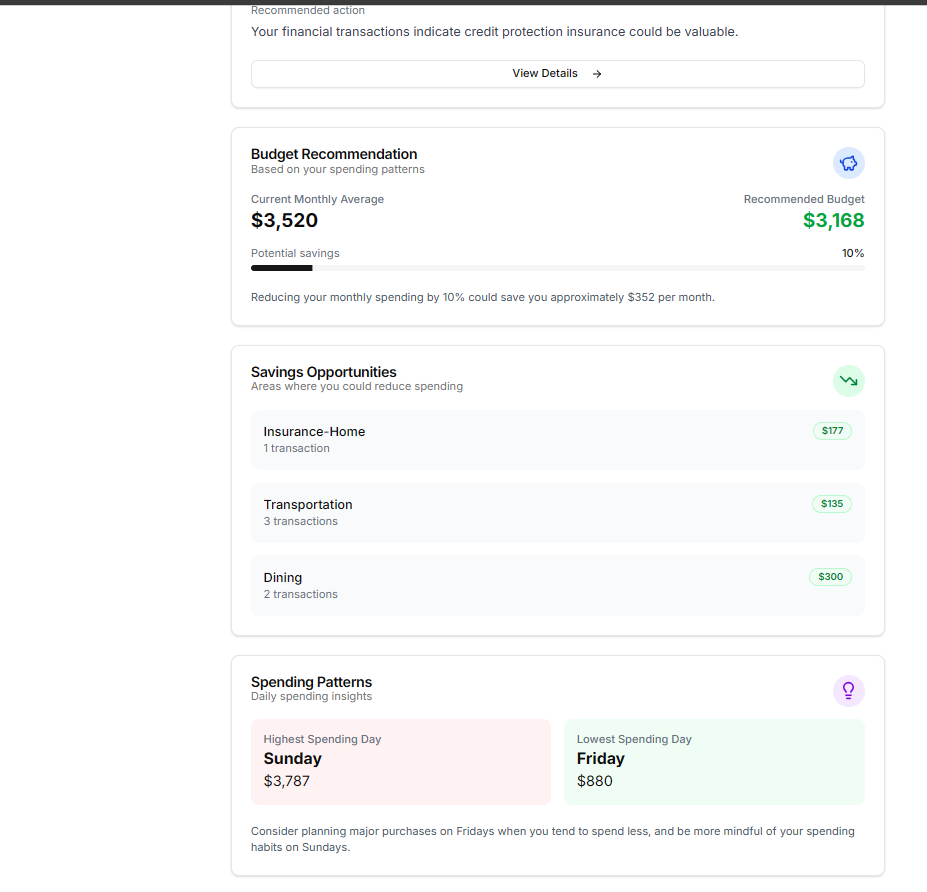 Recommended action
Your financial transactions indicate credit protection insurance could be valuable.
View Details
Budget Recommendation
Based on your spending patterns
Current Monthly Average
Recommended Budget
$3,520
$3,168
Potential savings
10%
Reducing your monthly spending by 10% could save you approximately $352 per month.
Savings Opportunities
Areas where you could reduce spending
Insurance-Home
$177
1 transaction
Transportation
$135
3 transactions
Dining
$300
2 transactions
Spending Patterns
Daily spending insights
Highest Spending Day
Sunday
$3,787
Lowest Spending Day
Friday
$880
Consider planning major purchases on Fridays when you tend to spend less, and be more mindful of your spending
habits on Sundays.